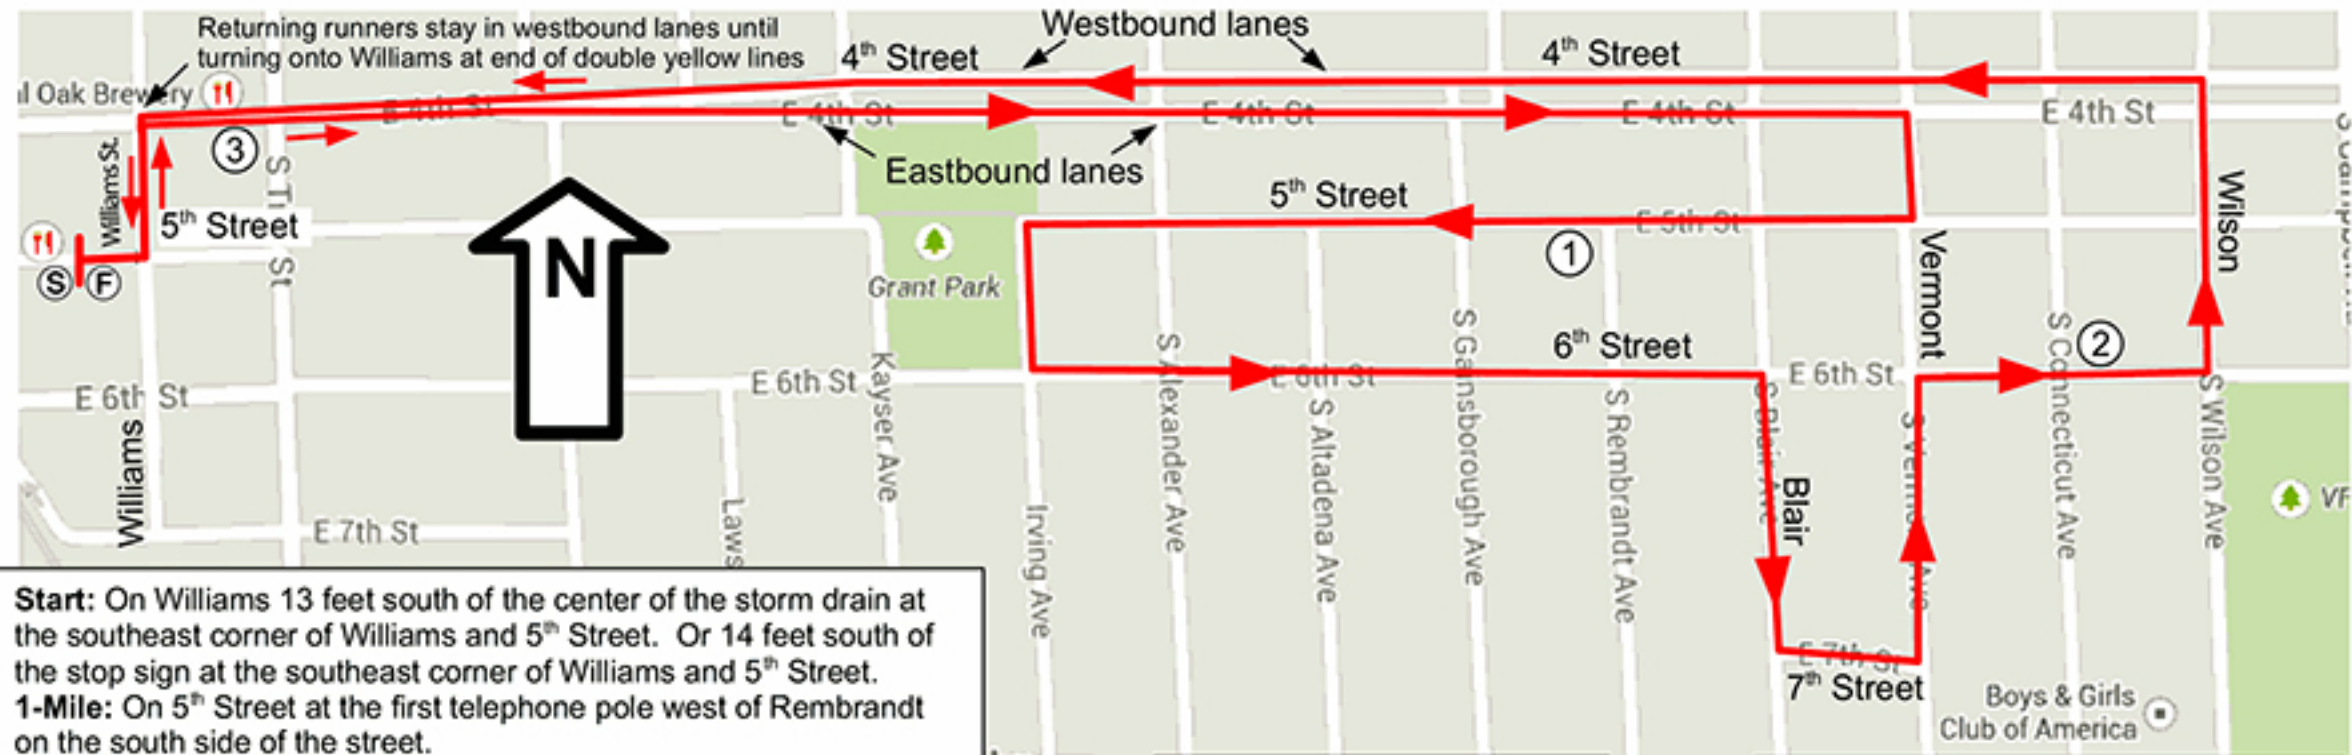 Returning runners stay in westbound lanes until
turning onto Williams at end of double yellow lines
Westbound lanes
4th Street
4th Street
l Oak Brewery
E 4th St
E 4th St
E 4th St
E 4th St
E 4th St
3
Eastbound lanes
Williams St.
5th Street
5th Street
E 5th St
1
S
F
N
Grant Park
Vermont
Wilson
2
6th Street
E 6th St
E 6th St
E 6th St
E 6th St
Williams
Kayser Ave
S Alexander Ave
S Altadena Ave
S Gainsborough Ave
S Rembrandt Ave
S Blair Ave
Blair
S Vermont Ave
S Connecticut Ave
S Wilson Ave
Irving Ave
Laws
E 7th St
E 7th St
7th Street
VF
Boys & Girls
Club of America
Start: On Williams 13 feet south of the center of the storm drain at
the southeast corner of Williams and 5th Street. Or 14 feet south of
the stop sign at the southeast corner of Williams and 5th Street.
1-Mile: On 5th Street at the first telephone pole west of Rembrandt
on the south side of the street.